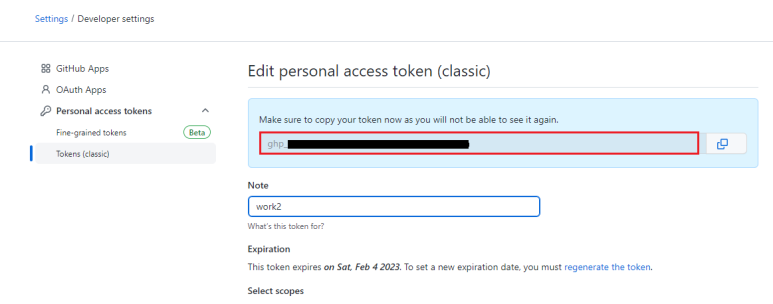 Settings / Developer settings
GitHub Apps
OAuth Apps
Personal access tokens
Fine-grained tokens
Beta
Tokens (classic)
Edit personal access token (classic)
Make sure to copy your token now as you will not be able to see it again.
ghp_
Note
work2
What's this token for?
Expiration
This token expires on Sat, Feb 4 2023. To set a new expiration date, you must regenerate the token.
Select scopes